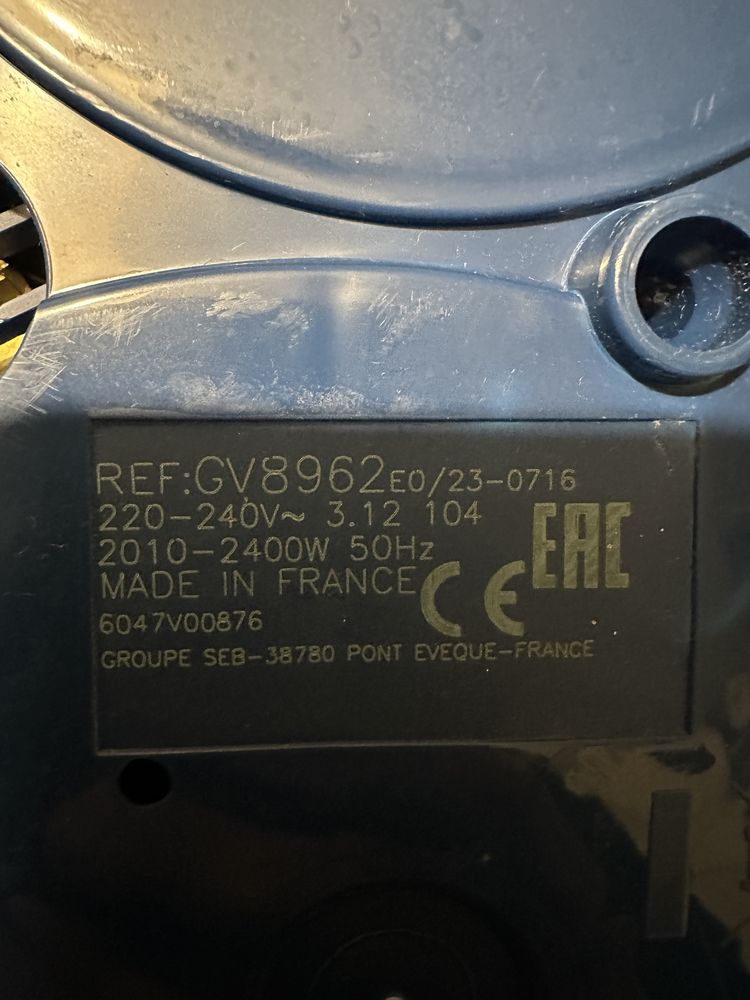 REF:GV8962E0/23-0716
220-240V~ 3.12 104
2010-2400W 50Hz
EAC
MADE IN FRANCE
CE
6047V00876
GROUPE SEB-38780 PONT EVEQUE-FRANCE